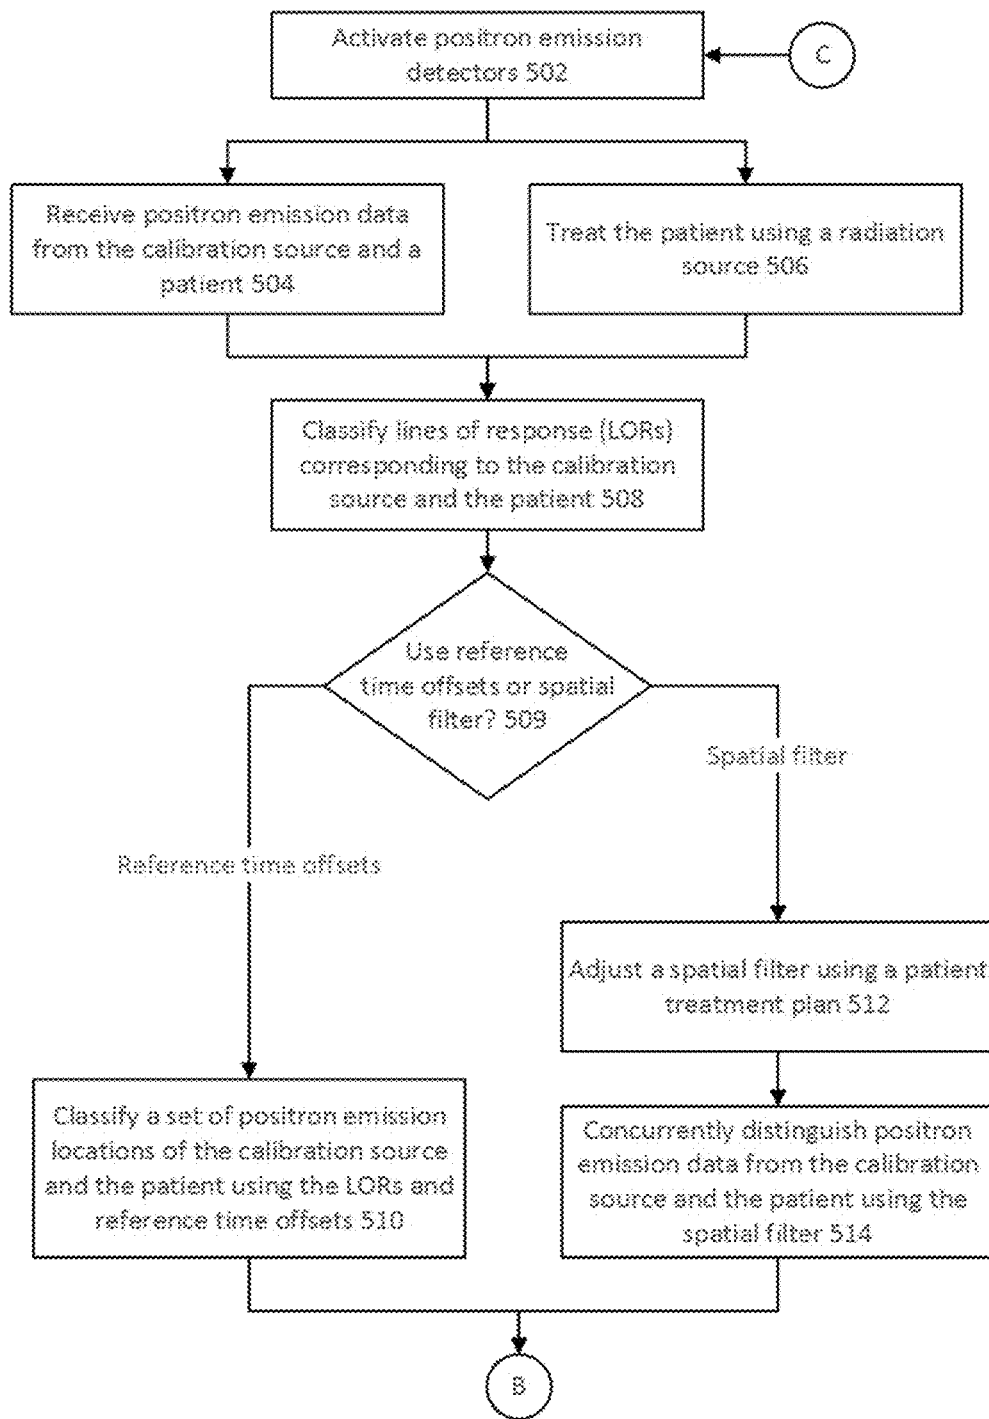 Activate positron emission
detectors 502
C
Receive positron emission data
from the calibration source and a
patient 504
Treat the patient using a radiation
source 506
Classify lines of response (LORs)
corresponding to the calibration
source and the patient 508
Use reference
time offsets or spatial
filter? 509
Spatial filter
Reference time offsets
Adjust a spatial filter using a patient
treatment plan 512
Classify a set of positron emission
locations of the calibration source
and the patient using the LORs and
reference time offsets 510
Concurrently distinguish positron
emission data from the calibration
source and the patient using the
spatial filter 514
B